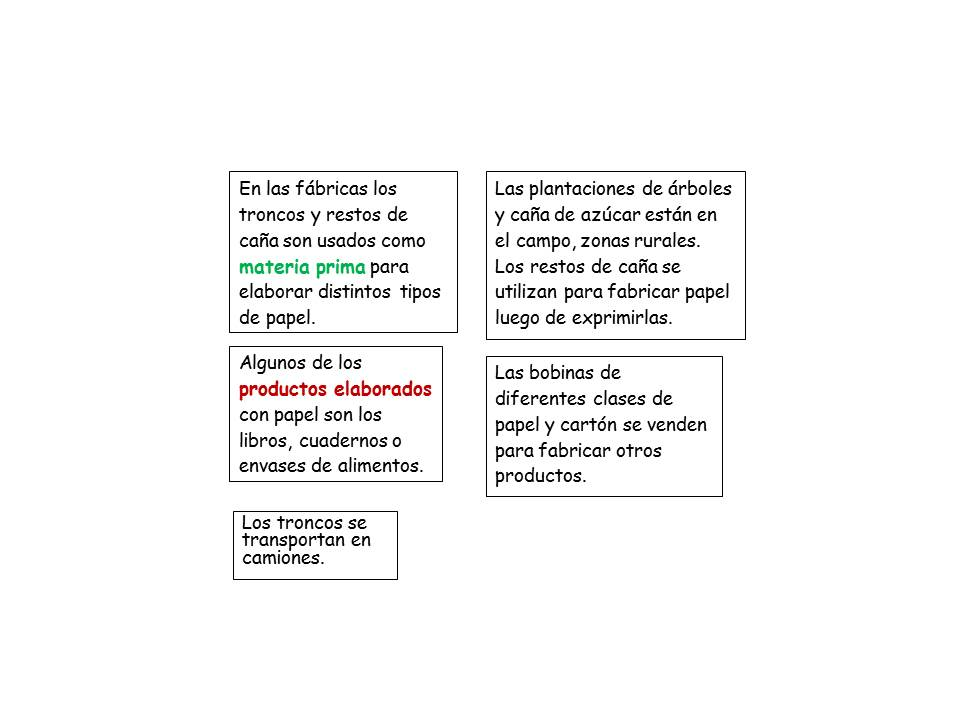 En las fábricas los
troncos y restos de
caña son usados como
materia prima para
elaborar distintos tipos
de papel.
Las plantaciones de árboles
y caña de azúcar están en
el campo, zonas rurales.
Los restos de caña se
utilizan para fabricar papel
luego de exprimirlas.
Algunos de los
productos elaborados
con papel son los
libros, cuadernos o
envases de alimentos.
Las bobinas de
diferentes clases de
papel y cartón se venden
para fabricar otros
productos.
Los troncos se
transportan en
camiones.